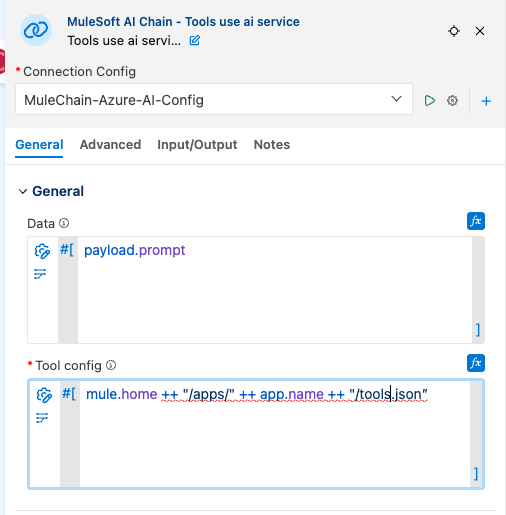 MuleSoft AI Chain - Tools use ai service
Tools use ai servi...
* Connection Config
MuleChain-Azure-AI-Config
General Advanced Input/Output Notes
General
Data
fx
#[ payload.prompt
]
* Tool config
fx
#[ mule.home ++ "/apps/" ++ app.name ++ "/tools.json”
]